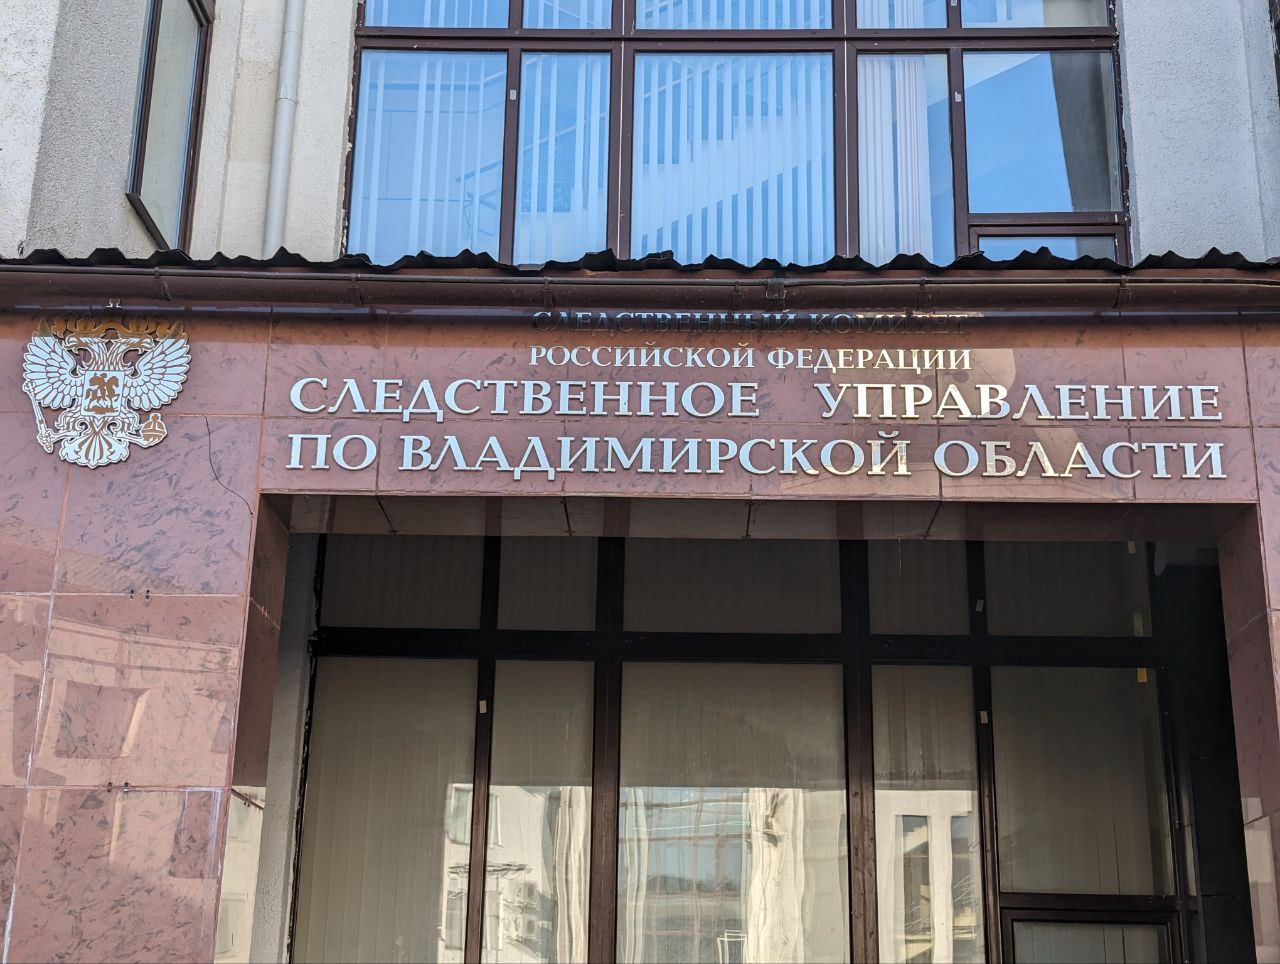 СЛЕДСТВЕННЫЙ КОМИТЕТ
РОССИЙСКОЙ ФЕДЕРАЦИИ
СЛЕДСТВЕННОЕ УПРАВЛЕНИЕ
ПО ВЛАДИМИРСКОЙ ОБЛАСТИ